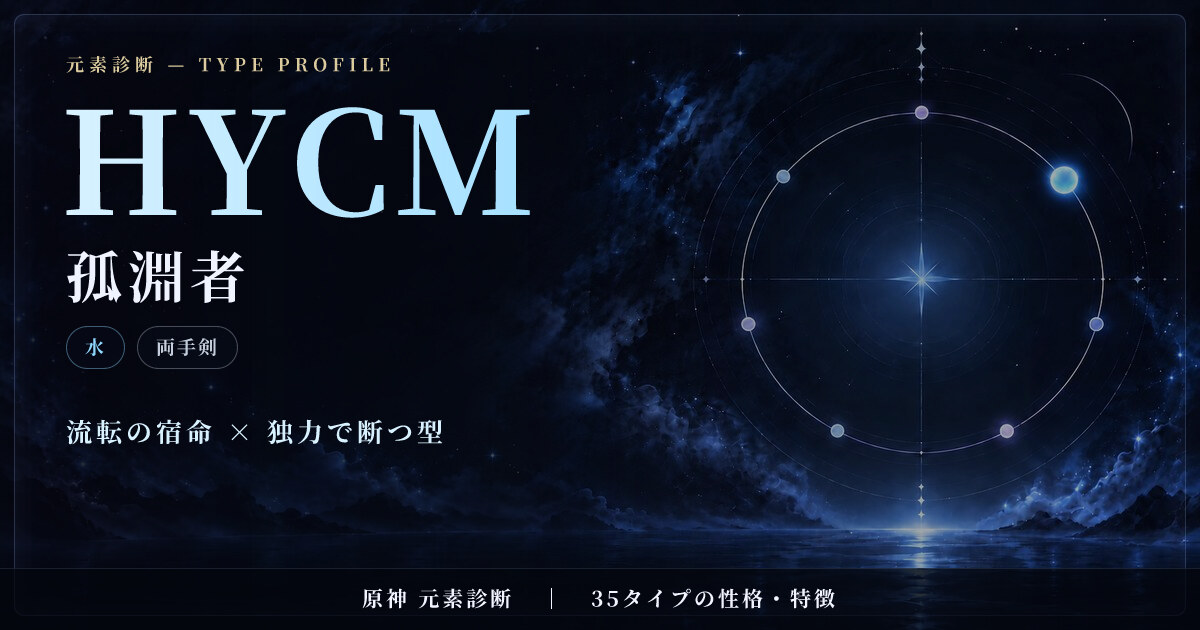 元素診断 — TYPE PROFILE
HYCM
孤淵者
水 両手剣
流転の宿命 × 独力で断つ型
原神 元素診断 | 35タイプの性格・特徴